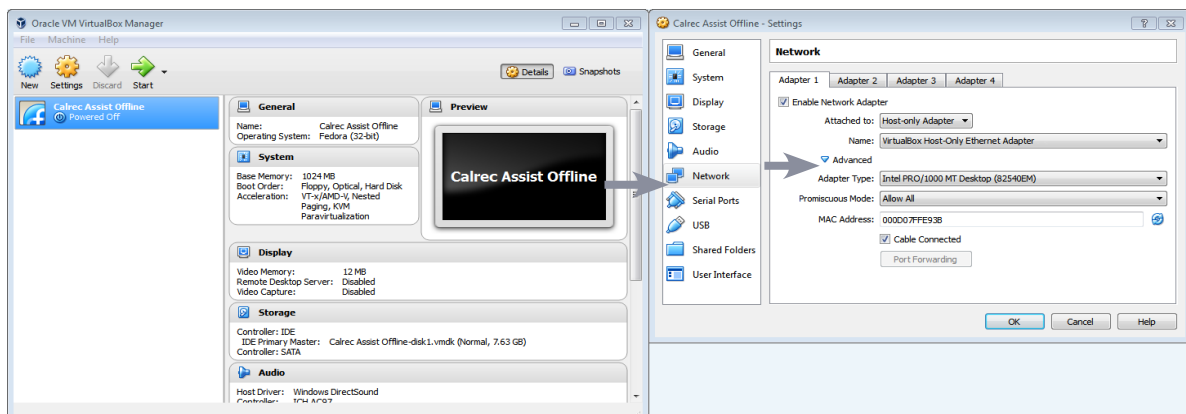 Oracle VM VirtualBox Manager
File Machine Help
New Settings Discard Start
Details Snapshots
Calrec Assist Offline
Powered Off
General
Name: Calrec Assist Offline
Operating System: Fedora (32-bit)
System
Base Memory: 1024 MB
Boot Order: Floppy, Optical, Hard Disk
Acceleration: VT-x/AMD-V, Nested
Paging, KVM
Paravirtualization
Preview
Calrec Assist Offline
Display
Video Memory: 12 MB
Remote Desktop Server: Disabled
Video Capture: Disabled
Storage
Controller: IDE
IDE Primary Master: Calrec Assist Offline-disk1.vmdk (Normal, 7.63 GB)
Controller: SATA
Audio
Host Driver: Windows DirectSound
Controller: ICH AC97
Calrec Assist Offline - Settings
General
System
Display
Storage
Audio
Network
Serial Ports
USB
Shared Folders
User Interface
Network
Adapter 1 Adapter 2 Adapter 3 Adapter 4
Enable Network Adapter
Attached to: Host-only Adapter
Name: VirtualBox Host-Only Ethernet Adapter
Advanced
Adapter Type: Intel PRO/1000 MT Desktop (82540EM)
Promiscuous Mode: Allow All
MAC Address: 000D07FFE93B
Cable Connected
Port Forwarding
OK Cancel Help